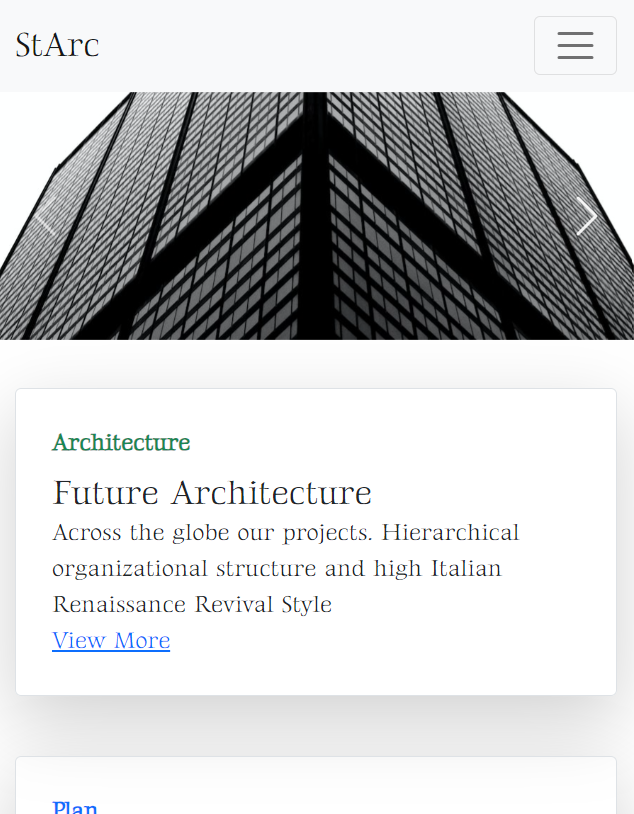 StArc
Architecture
Future Architecture
Across the globe our projects. Hierarchical
organizational structure and high Italian
Renaissance Revival Style
View More
Plan